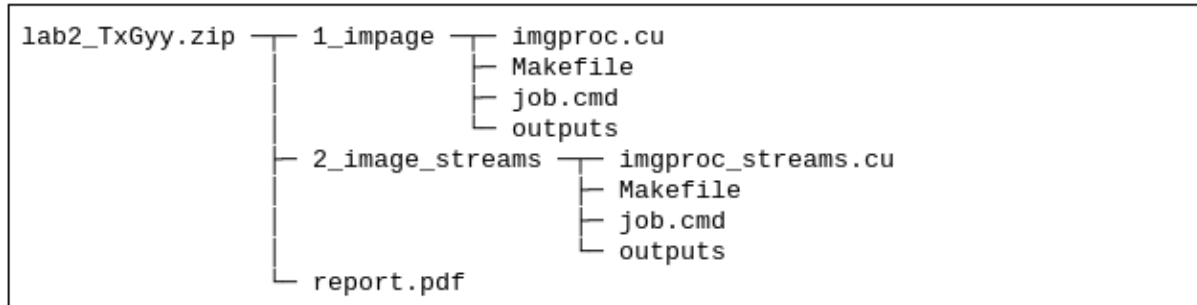 lab2_TxGyy.zip ─┬─ 1_impage ─┬─ imgproc.cu
├─ Makefile
├─ job.cmd
└─ outputs
├─ 2_image_streams ─┬─ imgproc_streams.cu
├─ Makefile
├─ job.cmd
└─ outputs
└─ report.pdf